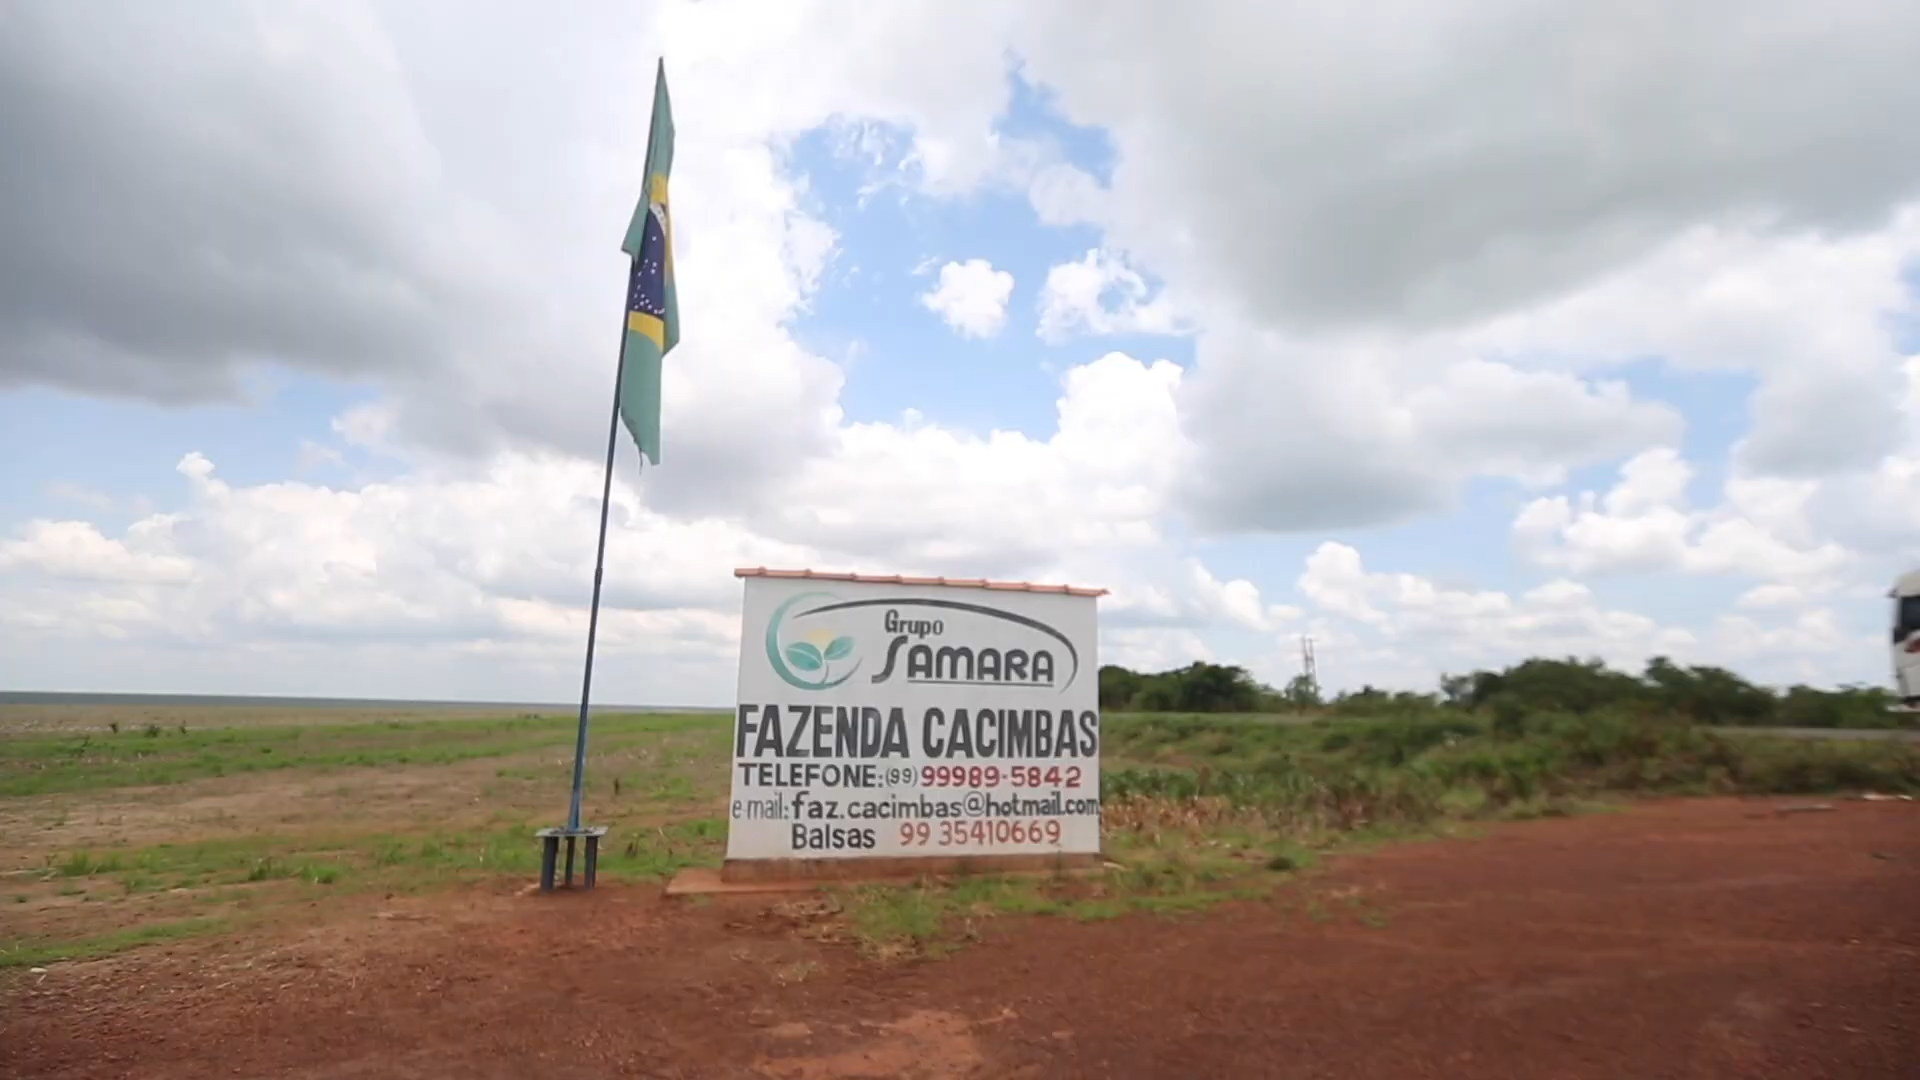 Grupo
SAMARA
FAZENDA CACIMBAS
TELEFONE:(99)99989-5842
e mail:faz.cacimbas@hotmail.com
Balsas 99 35410669